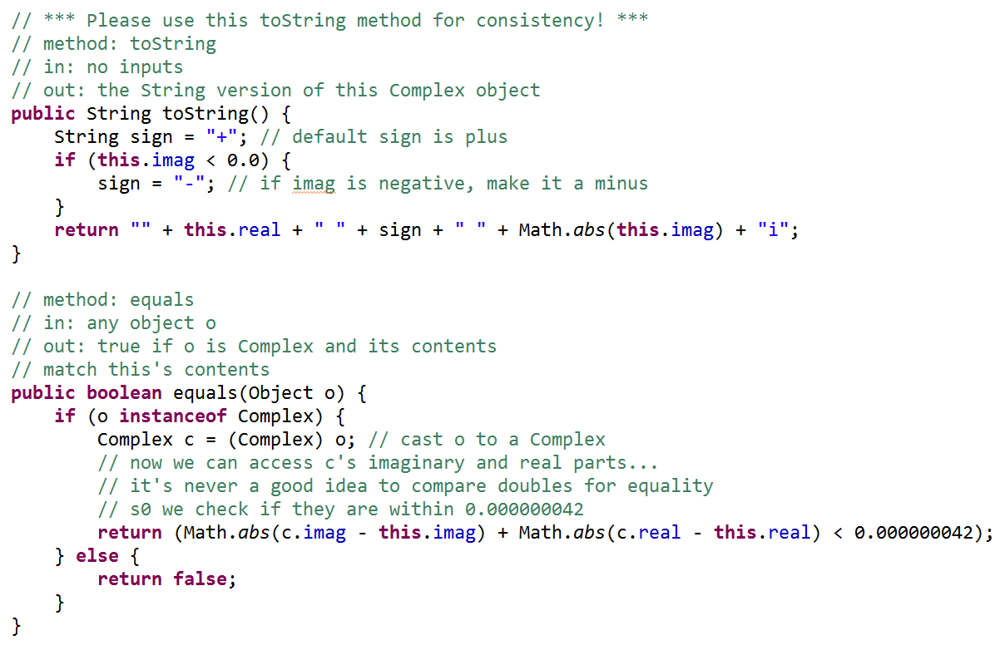 // *** Please use this toString method for consistency! ***
// method: toString
// in: no inputs
// out: the String version of this Complex object
public String toString() {
    String sign = "+"; // default sign is plus
    if (this.imag < 0.0) {
        sign = "-"; // if imag is negative, make it a minus
    }
    return "" + this.real + " " + sign + " " + Math.abs(this.imag) + "i";
}

// method: equals
// in: any object o
// out: true if o is Complex and its contents
// match this's contents
public boolean equals(Object o) {
    if (o instanceof Complex) {
        Complex c = (Complex) o; // cast o to a Complex
        // now we can access c's imaginary and real parts...
        // it's never a good idea to compare doubles for equality
        // s0 we check if they are within 0.000000042
        return (Math.abs(c.imag - this.imag) + Math.abs(c.real - this.real) < 0.000000042);
    } else {
        return false;
    }
}